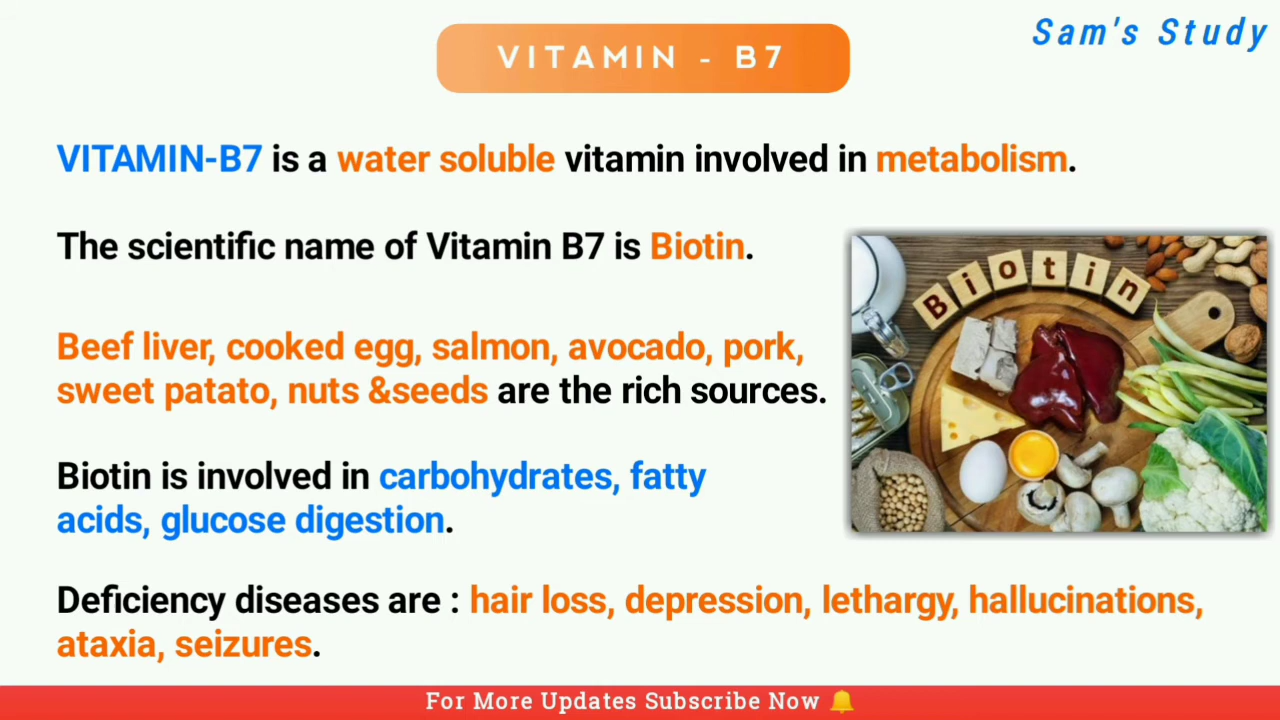 Sam's Study
VITAMIN - B7
VITAMIN-B7 is a water soluble vitamin involved in metabolism.
The scientific name of Vitamin B7 is Biotin.
Biotin
Beef liver, cooked egg, salmon, avocado, pork,
sweet patato, nuts &seeds are the rich sources.
Biotin is involved in carbohydrates, fatty
acids, glucose digestion.
Deficiency diseases are : hair loss, depression, lethargy, hallucinations,
ataxia, seizures.
For More Updates Subscribe Now 🔔